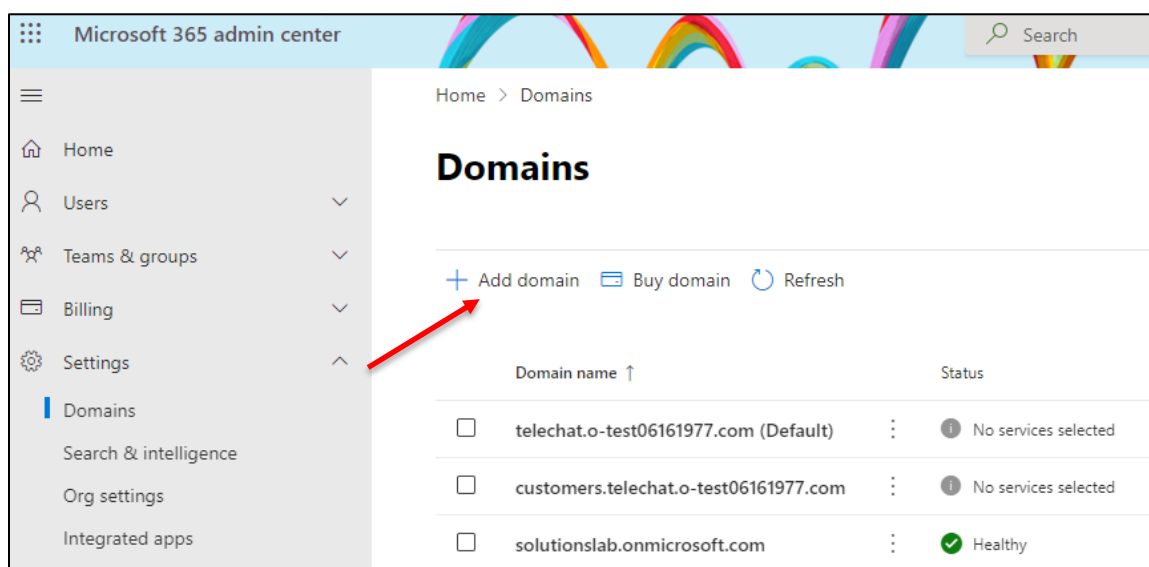 Microsoft 365 admin center
Search
Home > Domains
Home
Users
Teams & groups
Billing
Settings
Domains
Search & intelligence
Org settings
Integrated apps
Domains
Add domain Buy domain Refresh
Domain name ↑ Status
telechat.o-test06161977.com (Default) No services selected
customers.telechat.o-test06161977.com No services selected
solutionslab.onmicrosoft.com Healthy